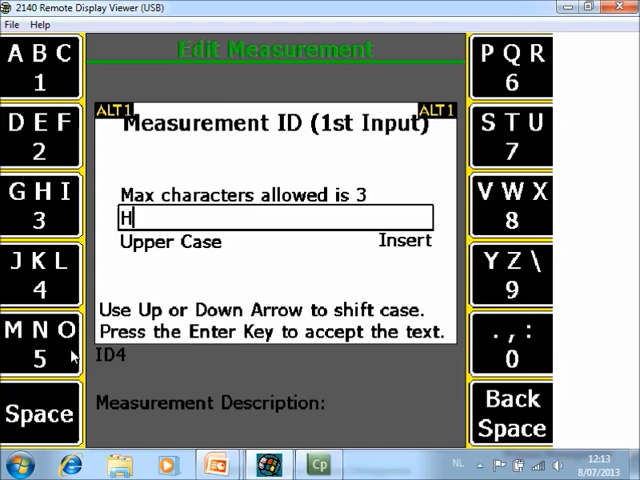 2140 Remote Display Viewer (USB)
File Help
Edit Measurement
A B C
1
D E F
2
G H I
3
J K L
4
M N O
5
Space
ALT1 ALT1
Measurement ID (1st Input)
Max characters allowed is 3
H
Upper Case Insert
Use Up or Down Arrow to shift case.
Press the Enter Key to accept the text.
ID4
Measurement Description:
P Q R
6
S T U
7
V W X
8
Y Z \
9
. , :
0
Back
Space
Cp
NL
12:13
8/07/2013